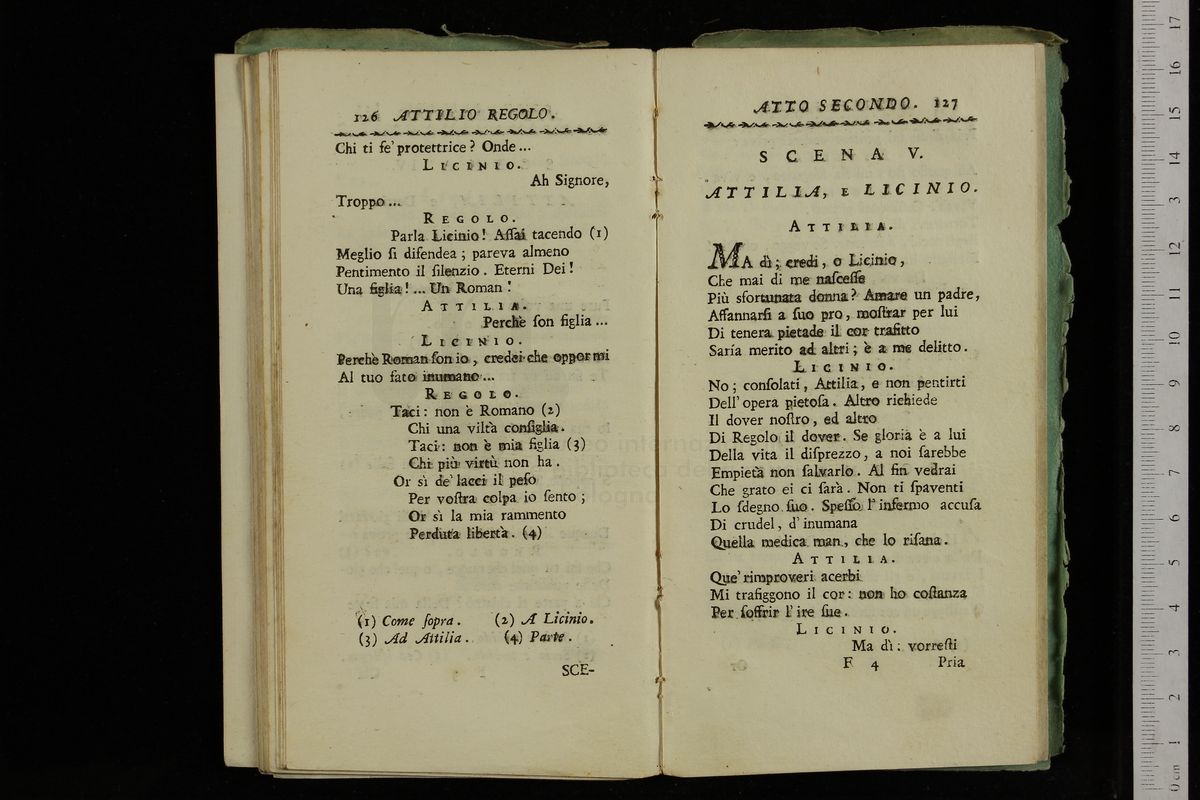 126 ATTILIO REGOLO.
Chi ti fe' protettrice? Onde...
LICINIO.
Ah Signore,
Troppo...
REGOLO.
Parla Licinio! Aſſai tacendo (1)
Meglio ſi difendea; pareva almeno
Pentimento il ſilenzio. Eterni Dei!
Una figlia!... Un Roman!
ATTILIA.
Perchè ſon figlia...
LICINIO.
Perchè Roman ſon io, credei che oppormi
Al tuo fato inumano...
REGOLO.
Taci: non è Romano (2)
Chi una viltà conſiglia.
Taci: non è mia figlia (3)
Chi più virtù non ha.
Or sì de' lacci il peſo
Per voſtra colpa io ſento;
Or sì la mia rammento
Perduta libertà. (4)
(1) Come ſopra. (2) A Licinio.
(3) Ad Attilia. (4) Parte.
SCE-
ATTO SECONDO. 127
SCENA V.
ATTILIA, E LICINIO.
ATTILIA.
MA dì; credi, o Licinio,
Che mai di me naſceſſe
Più sfortunata donna? Amare un padre,
Affannarſi a ſuo pro, moſtrar per lui
Di tenera pietade il cor trafitto
Saría merito ad altri; è a me delitto.
LICINIO.
No; conſolati, Attilia, e non pentirti
Dell' opera pietoſa. Altro richiede
Il dover noſtro, ed altro
Di Regolo il dover. Se gloria è a lui
Della vita il diſprezzo, a noi ſarebbe
Empietà non ſalvarlo. Al fin vedrai
Che grato ei ci ſarà. Non ti ſpaventi
Lo ſdegno ſuo. Speſſo l' infermo accuſa
Di crudel, d' inumana
Quella medica man, che lo riſana.
ATTILIA.
Que' rimproveri acerbi
Mi trafiggono il cor: non ho coſtanza
Per ſoffrir l' ire ſue.
LICINIO.
Ma dì: vorreſti
F 4 Pria